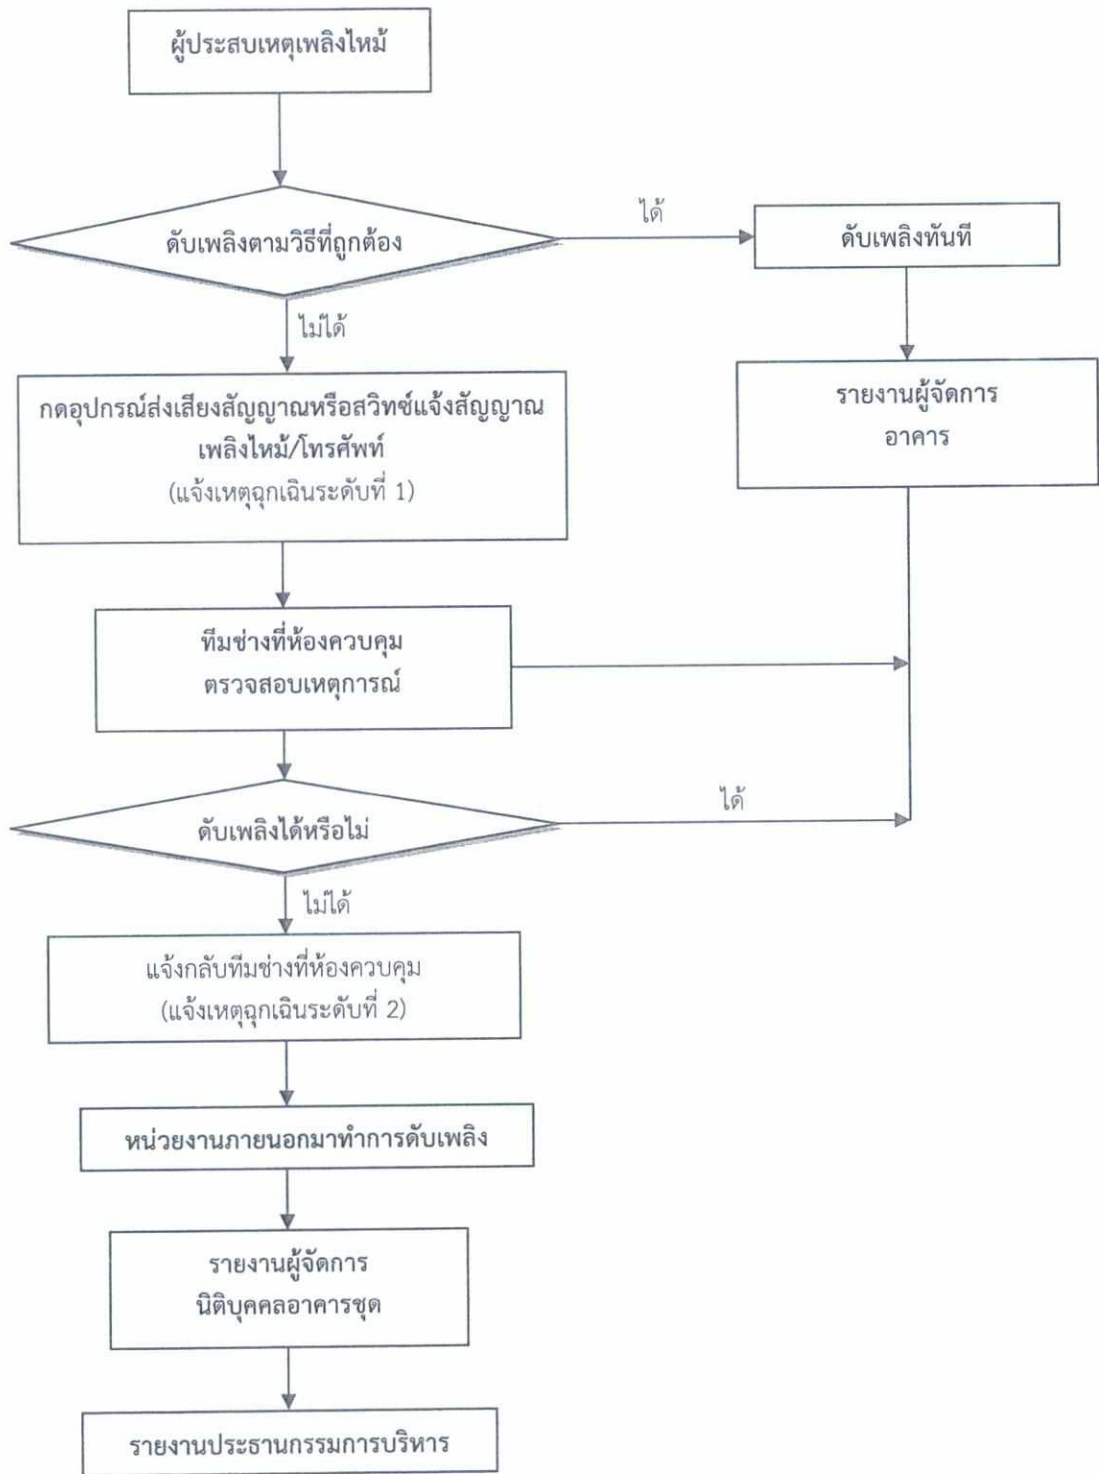 ผู้ประสบเหตุเพลิงไหม้
ดับเพลิงตามวิธีที่ถูกต้อง
ได้
ดับเพลิงทันที
ไม่ได้
กดอุปกรณ์ส่งเสียงสัญญาณหรือสวิทซ์แจ้งสัญญาณ
เพลิงไหม้/โทรศัพท์
(แจ้งเหตุฉุกเฉินระดับที่ 1)
รายงานผู้จัดการ
อาคาร
ทีมช่างที่ห้องควบคุม
ตรวจสอบเหตุการณ์
ดับเพลิงได้หรือไม่
ได้
ไม่ได้
แจ้งกลับทีมช่างที่ห้องควบคุม
(แจ้งเหตุฉุกเฉินระดับที่ 2)
หน่วยงานภายนอกมาทำการดับเพลิง
รายงานผู้จัดการ
นิติบุคคลอาคารชุด
รายงานประธานกรรมการบริหาร